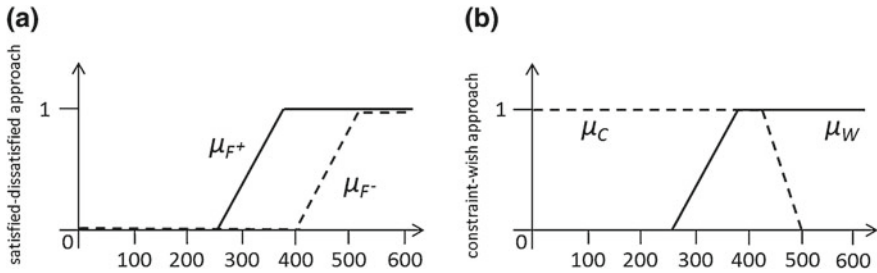 (a)
satisfied-dissatisfied approach
1
μF+
μF-
0
100 200 300 400 500 600
(b)
constraint-wish approach
1
μC
μW
0
100 200 300 400 500 600